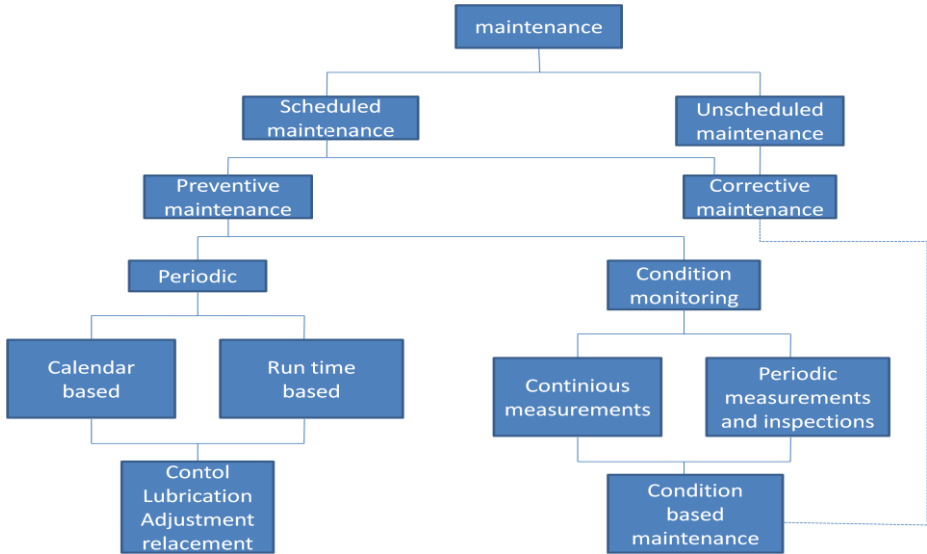 maintenance
Scheduled
maintenance
Unscheduled
maintenance
Preventive
maintenance
Corrective
maintenance
Periodic
Condition
monitoring
Calendar
based
Run time
based
Continious
measurements
Periodic
measurements
and inspections
Contol
Lubrication
Adjustment
relacement
Condition
based
maintenance